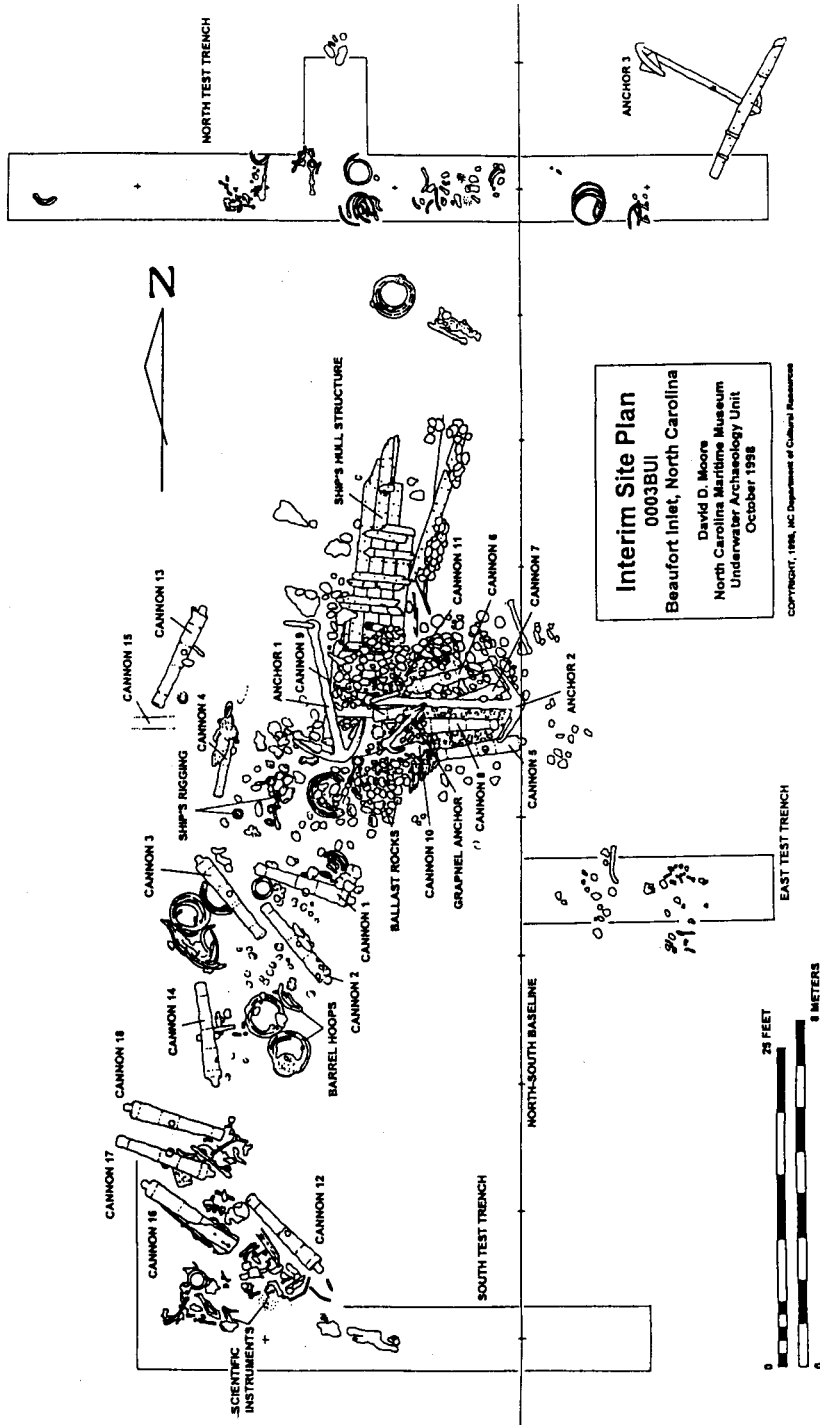 NORTH TEST TRENCH
ANCHOR 3
N
SHIP'S HULL STRUCTURE
CANNON 11
CANNON 6
CANNON 7
CANNON 13
CANNON 15
CANNON 4
ANCHOR 1
CANNON 9
ANCHOR 2
SHIP'S RIGGING
CANNON 3
BALLAST ROCKS
CANNON 10
GRAPNEL ANCHOR
CANNON 8
CANNON 5
CANNON 1
CANNON 2
CANNON 14
BARREL HOOPS
CANNON 18
CANNON 17
CANNON 16
CANNON 12
SCIENTIFIC
INSTRUMENTS
SOUTH TEST TRENCH
NORTH-SOUTH BASELINE
EAST TEST TRENCH
Interim Site Plan
0003BUI
Beaufort Inlet, North Carolina
David D. Moore
North Carolina Maritime Museum
Underwater Archaeology Unit
October 1998
COPYRIGHT, 1998, NC Department of Cultural Resources
0
25 FEET
0
8 METERS